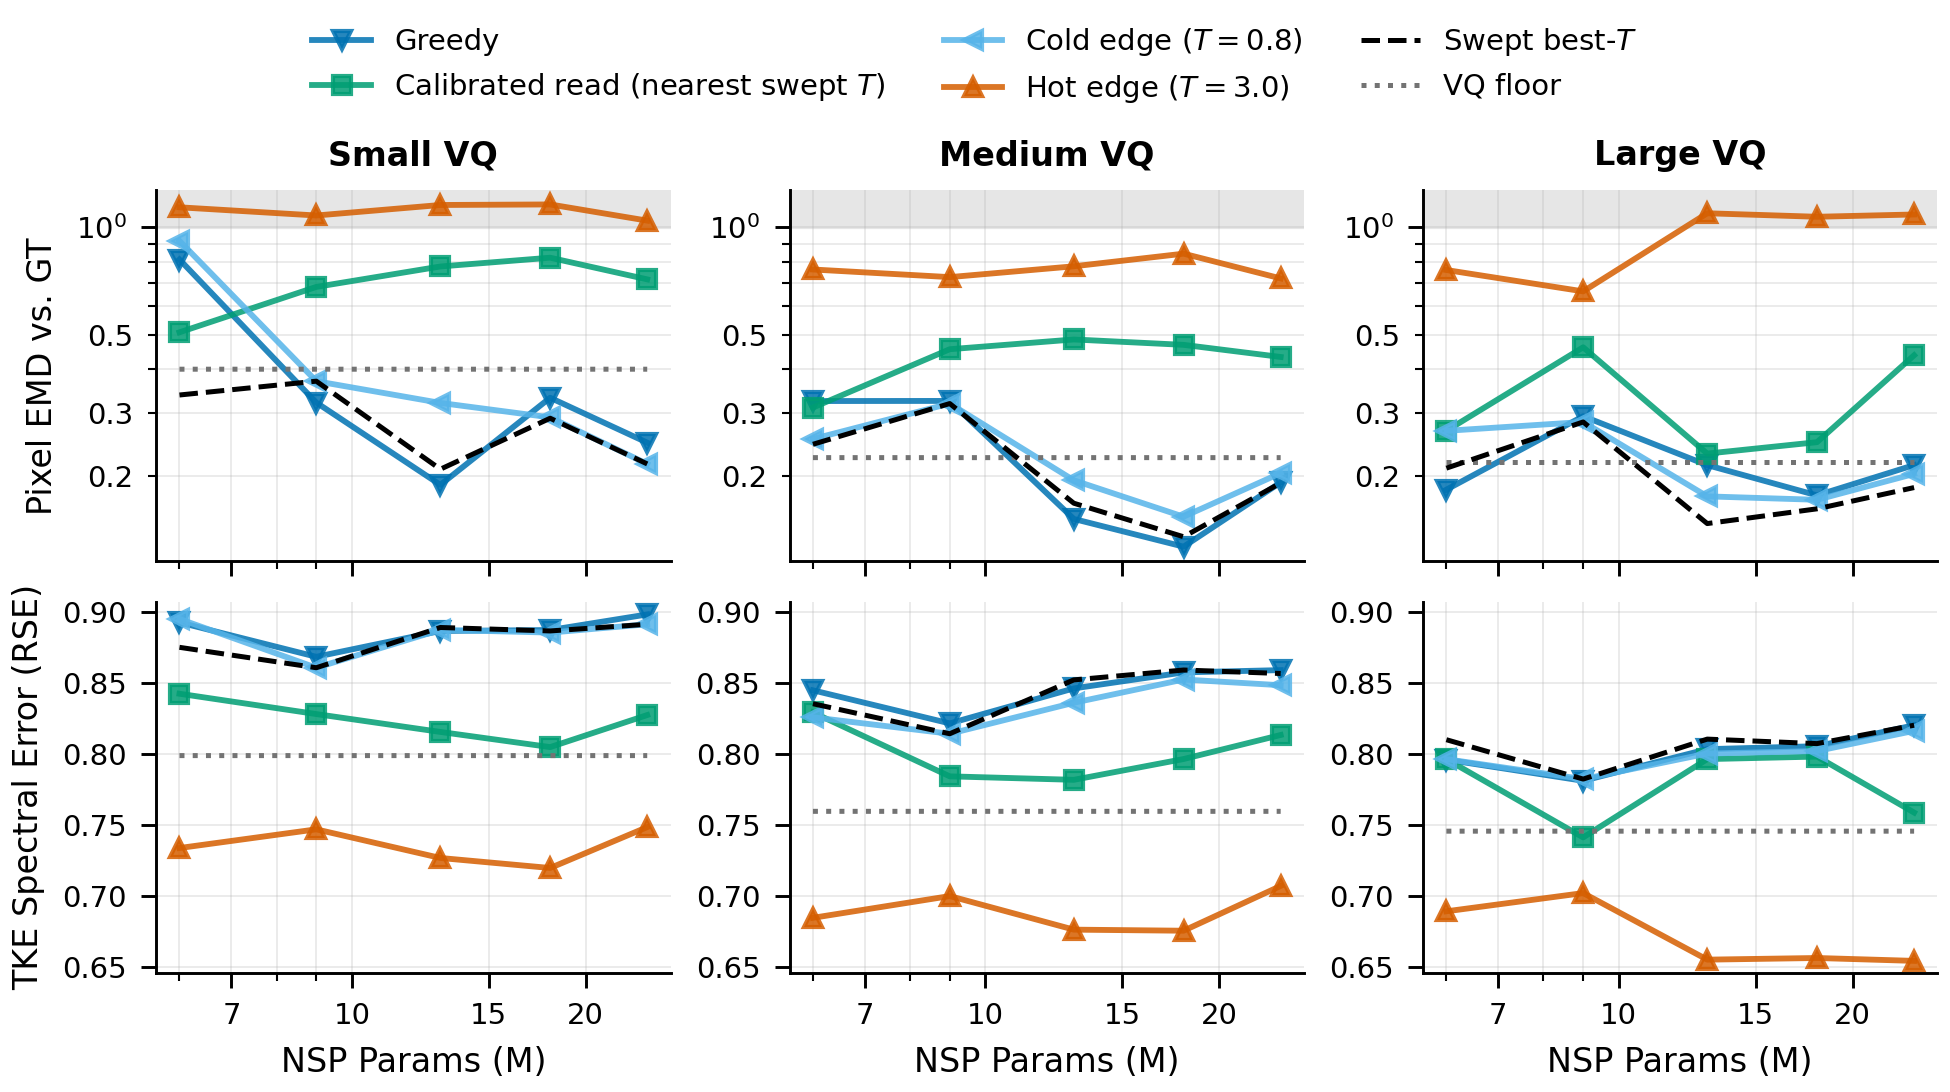 Greedy
Calibrated read (nearest swept T)
Cold edge (T = 0.8)
Hot edge (T = 3.0)
Swept best-T
VQ floor
Small VQ
Medium VQ
Large VQ
Pixel EMD vs. GT
10⁰
0.5
0.3
0.2
10⁰
0.5
0.3
0.2
10⁰
0.5
0.3
0.2
TKE Spectral Error (RSE)
0.90
0.85
0.80
0.75
0.70
0.65
0.90
0.85
0.80
0.75
0.70
0.65
0.90
0.85
0.80
0.75
0.70
0.65
7 10 15 20
7 10 15 20
7 10 15 20
NSP Params (M)
NSP Params (M)
NSP Params (M)